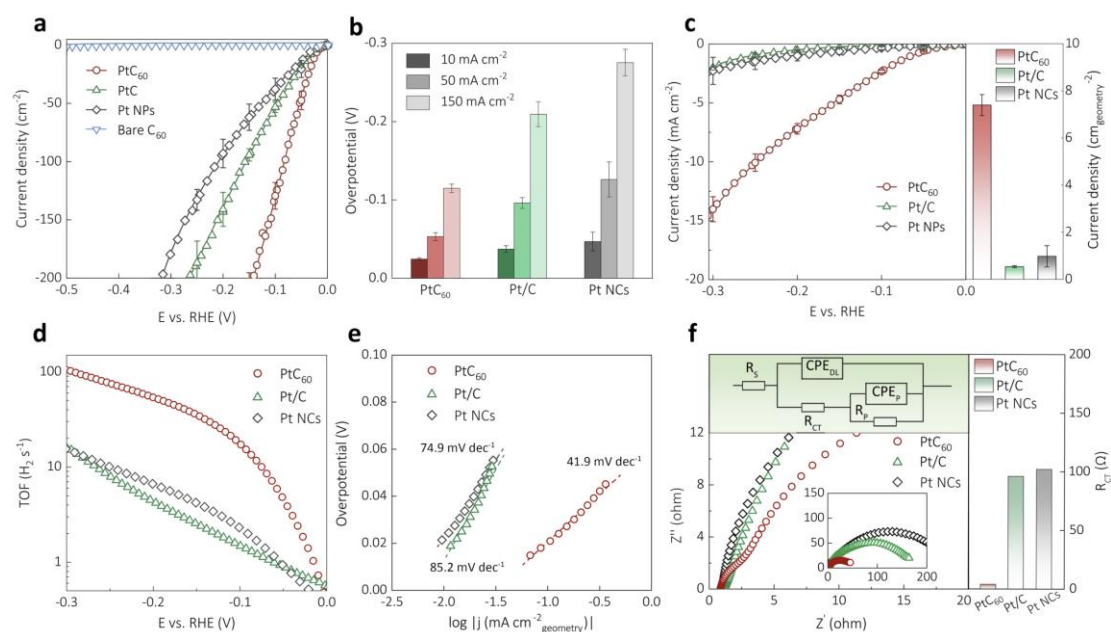 a
Current density (cm⁻²)
0
-50
-100
-150
-200
PtC₆₀
PtC
Pt NPs
Bare C₆₀
-0.5
-0.4
-0.3
-0.2
-0.1
0.0
E vs. RHE (V)
b
Overpotential (V)
-0.3
-0.2
-0.1
0.0
10 mA cm⁻²
50 mA cm⁻²
150 mA cm⁻²
PtC₆₀
Pt/C
Pt NCs
c
Current density (mA cm⁻²)
0
-5
-10
-15
-20
PtC₆₀
Pt/C
Pt NPs
-0.3
-0.2
-0.1
0.0
E vs. RHE
PtC₆₀
Pt/C
Pt NCs
10
8
6
4
2
0
Current density (cm_geometry⁻²)
d
TOF (H₂ s⁻¹)
100
10
1
PtC₆₀
Pt/C
Pt NCs
-0.3
-0.2
-0.1
0.0
E vs. RHE (V)
e
Overpotential (V)
0.10
0.08
0.06
0.04
0.02
0.00
PtC₆₀
Pt/C
Pt NCs
74.9 mV dec⁻¹
41.9 mV dec⁻¹
85.2 mV dec⁻¹
-2.5
-2.0
-1.5
-1.0
-0.5
0.0
log |j (mA cm⁻²_geometry)|
f
Z'' (ohm)
16
12
8
4
0
R_S
CPE_DL
CPE_P
R_CT
R_P
PtC₆₀
Pt/C
Pt NCs
150
100
50
0
0
100
200
0
5
10
15
20
Z' (ohm)
PtC₆₀
Pt/C
Pt NCs
200
150
100
50
0
R_CT (Ω)
PtC₆₀
Pt/C
Pt NCs